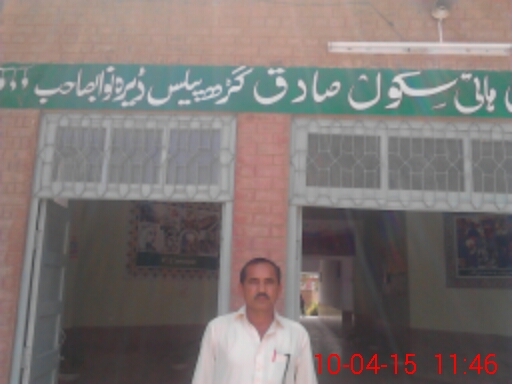 ہائی سکول صادق گڑھ پیلس ڈیرہ نواب صاحب
10-04-15 11:46